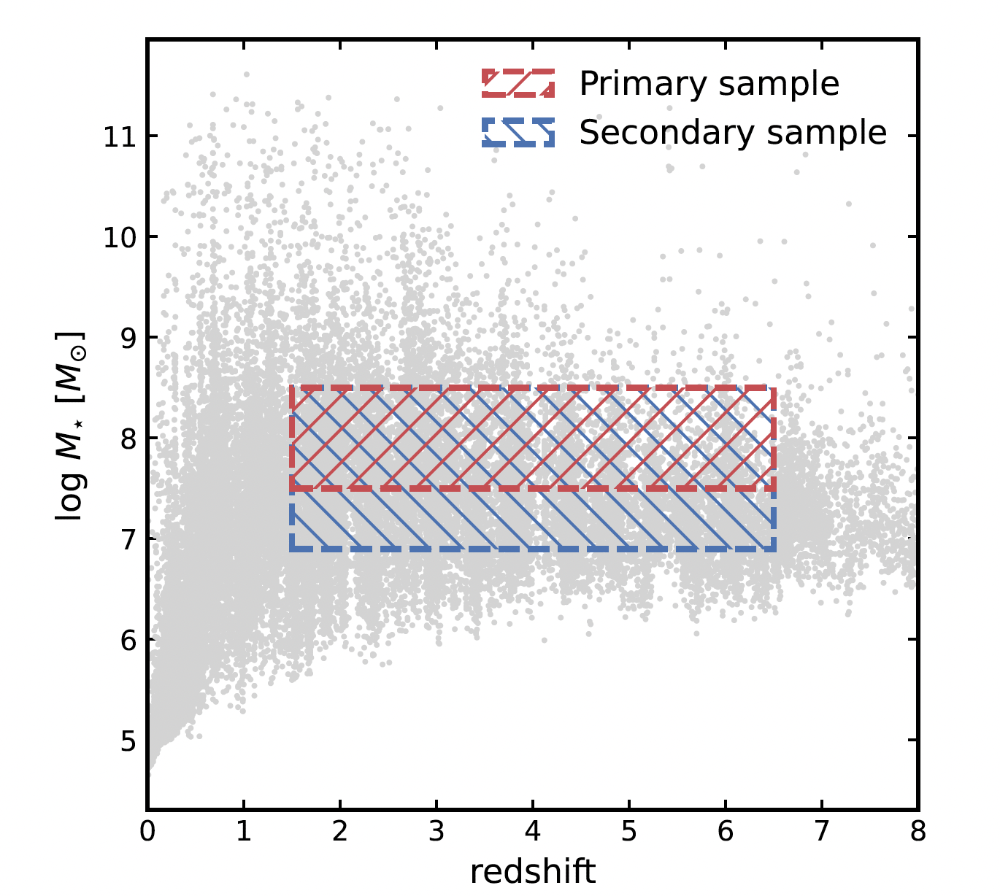 Primary sample
Secondary sample
11
10
9
8
7
6
5
log M⋆ [M⊙]
0 1 2 3 4 5 6 7 8
redshift